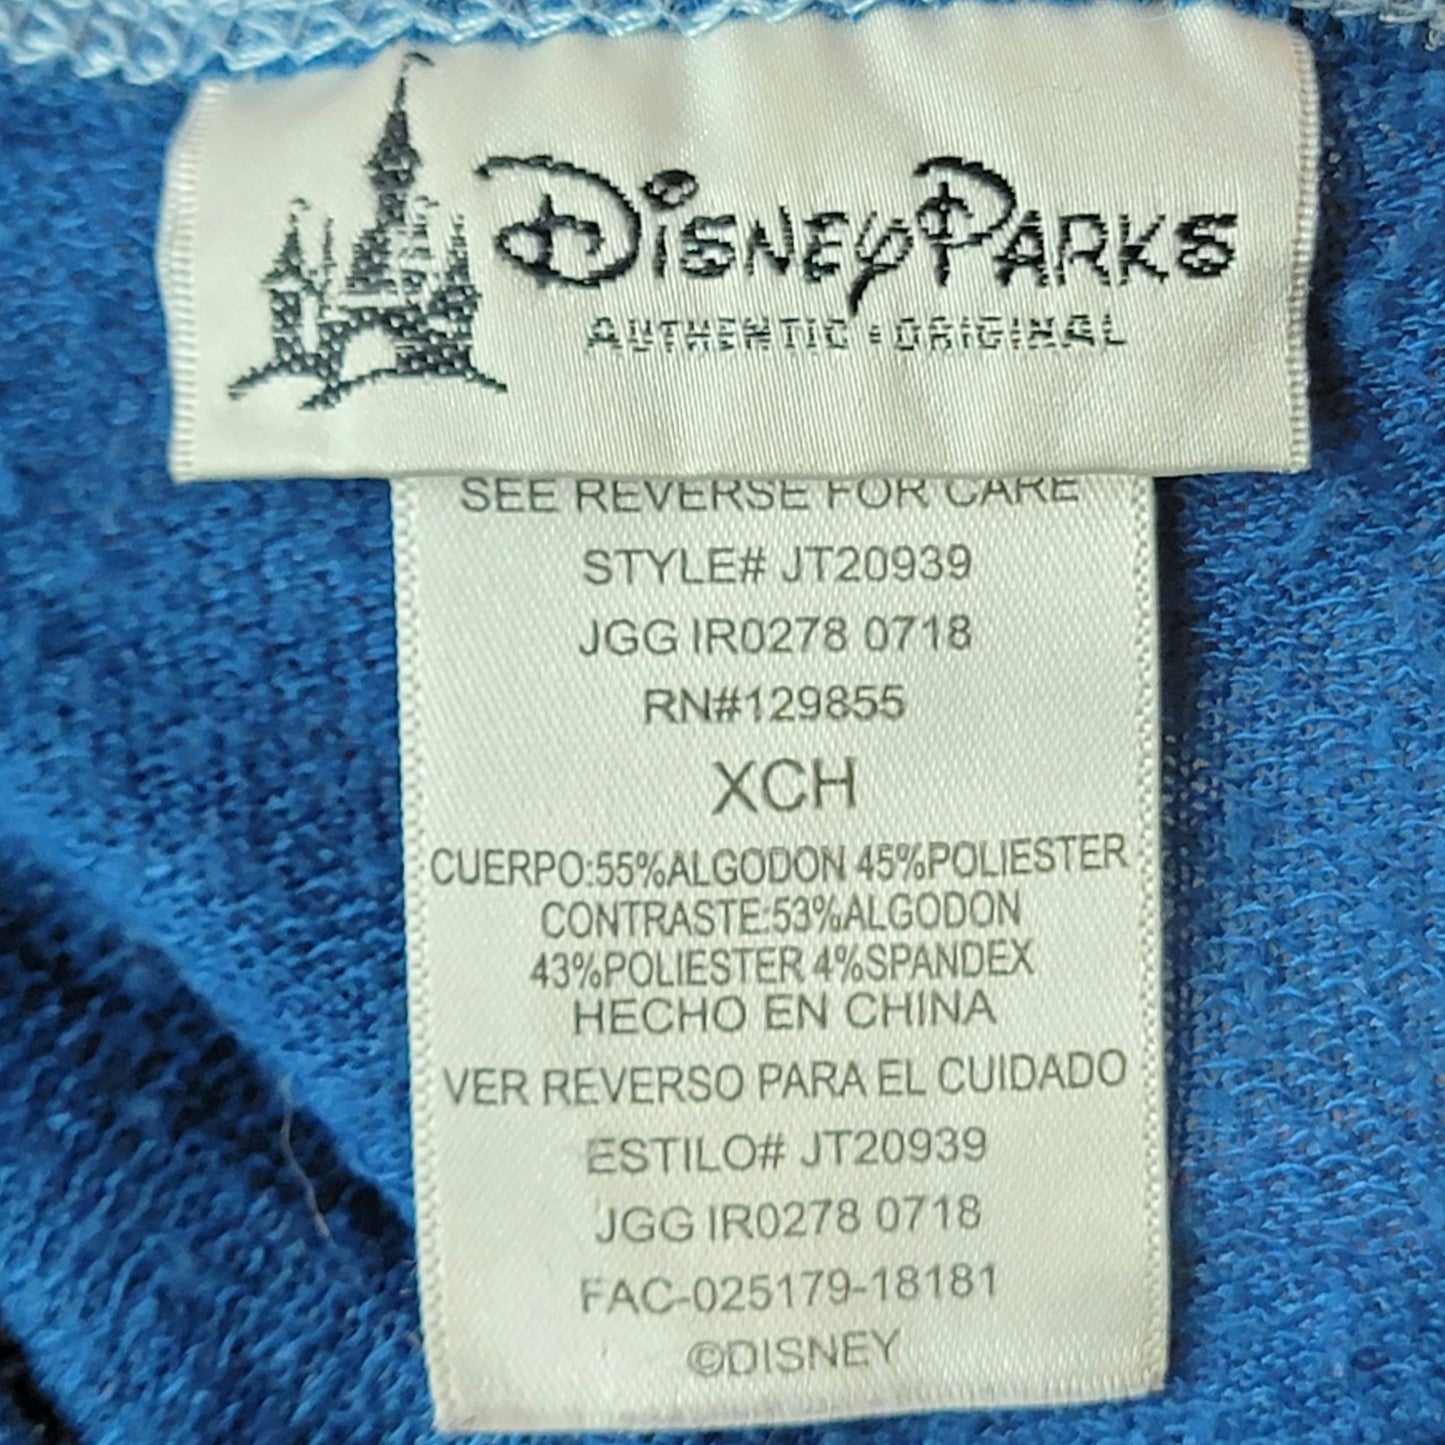 DISNEY PARKS
AUTHENTIC • ORIGINAL
SEE REVERSE FOR CARE
STYLE# JT20939
JGG IR0278 0718
RN#129855
XCH
CUERPO:55%ALGODON 45%POLIESTER
CONTRASTE:53%ALGODON
43%POLIESTER 4%SPANDEX
HECHO EN CHINA
VER REVERSO PARA EL CUIDADO
ESTILO# JT20939
JGG IR0278 0718
FAC-025179-18181
©DISNEY